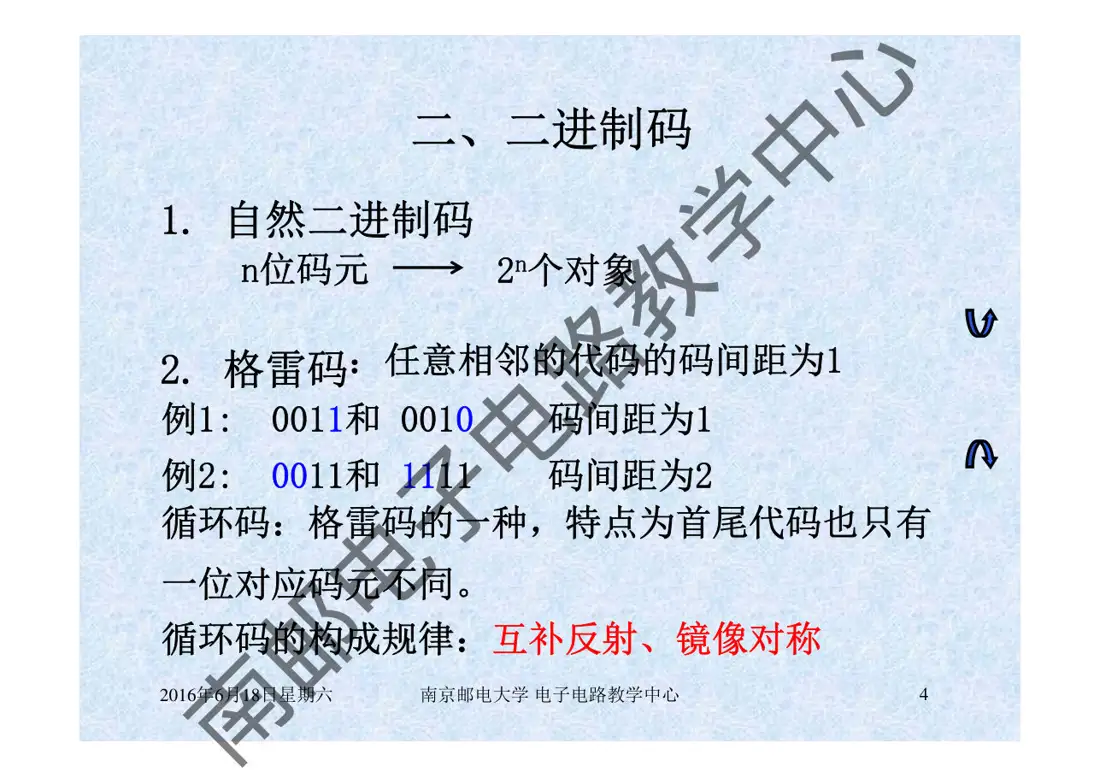 二、二进制码
1. 自然二进制码
n位码元 → 2ⁿ个对象
2. 格雷码：任意相邻的代码的码间距为1
例1: 0011和 0010 码间距为1
例2: 0011和 1111 码间距为2
循环码：格雷码的一种，特点为首尾代码也只有
一位对应码元不同。
循环码的构成规律：互补反射、镜像对称
2016年6月18日星期六 南京邮电大学 电子电路教学中心 4
南邮电子电路教学中心